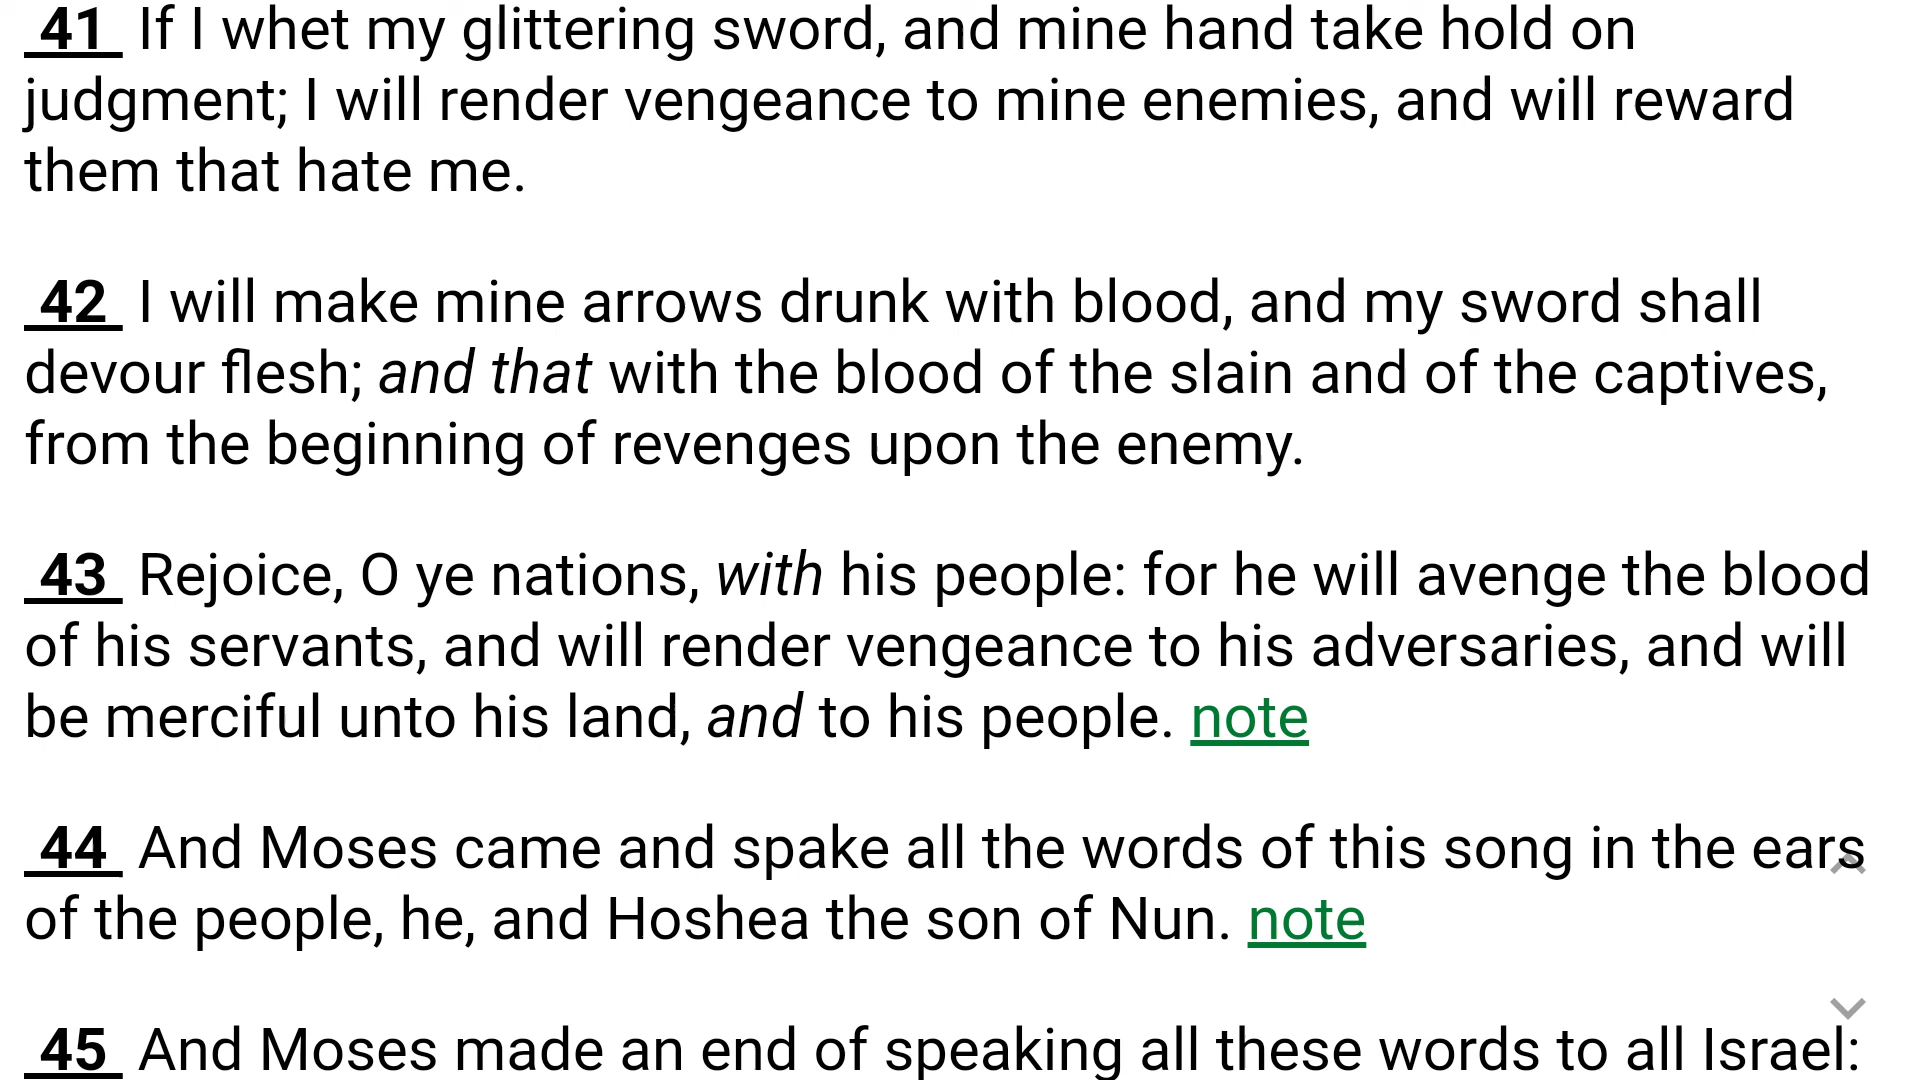 41 If I whet my glittering sword, and mine hand take hold on
judgment; I will render vengeance to mine enemies, and will reward
them that hate me.
42 I will make mine arrows drunk with blood, and my sword shall
devour flesh; and that with the blood of the slain and of the captives,
from the beginning of revenges upon the enemy.
43 Rejoice, O ye nations, with his people: for he will avenge the blood
of his servants, and will render vengeance to his adversaries, and will
be merciful unto his land, and to his people. note
44 And Moses came and spake all the words of this song in the ears
of the people, he, and Hoshea the son of Nun. note
45 And Moses made an end of speaking all these words to all Israel: